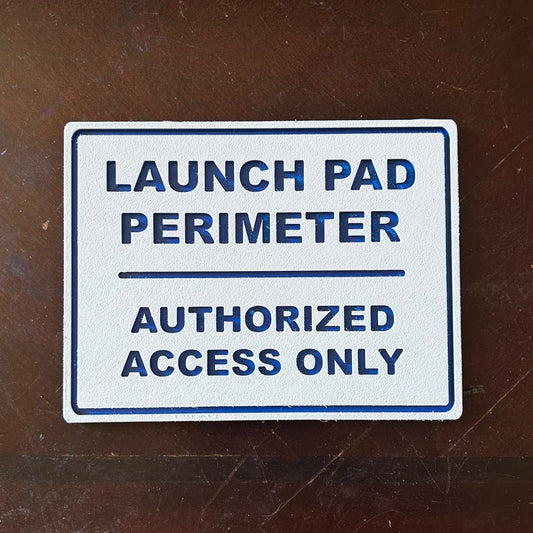 LAUNCH PAD
PERIMETER
AUTHORIZED
ACCESS ONLY